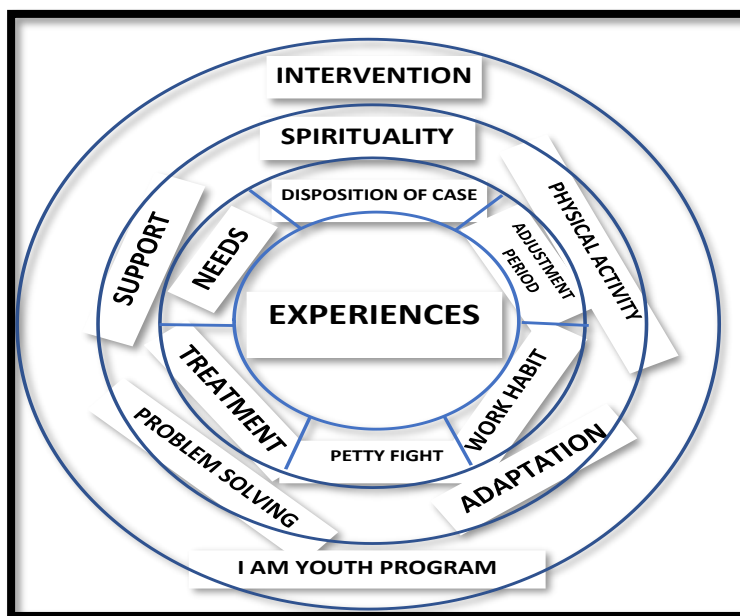 INTERVENTION
SPIRITUALITY
DISPOSITION OF CASE
SUPPORT
NEEDS
ADJUSTMENT
PERIOD
PHYSICAL ACTIVITY
EXPERIENCES
TREATMENT
WORK HABIT
PETTY FIGHT
PROBLEM SOLVING
ADAPTATION
I AM YOUTH PROGRAM